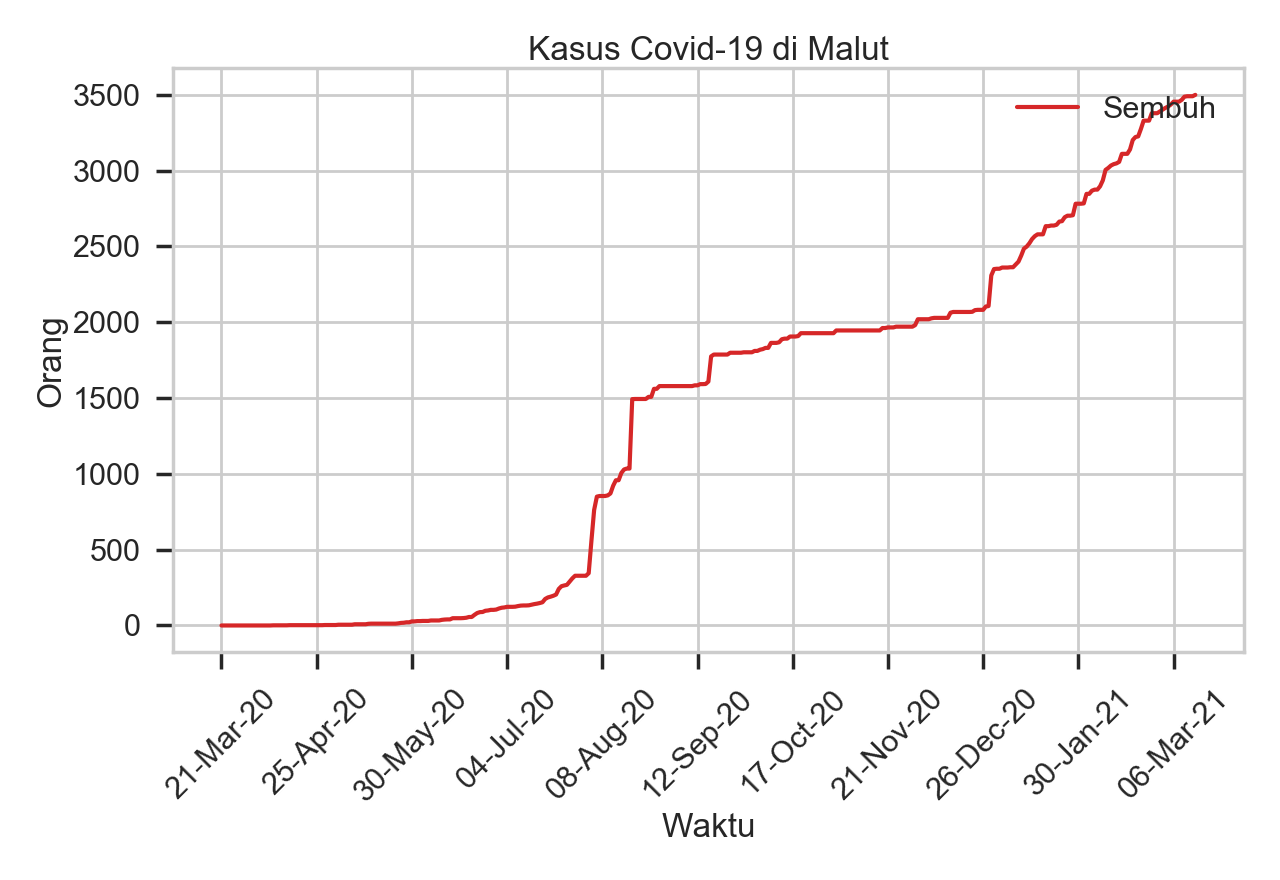 Kasus Covid-19 di Malut
Sembuh
3500
3000
2500
2000
1500
1000
500
0
Orang
21-Mar-20
25-Apr-20
30-May-20
04-Jul-20
08-Aug-20
12-Sep-20
17-Oct-20
21-Nov-20
26-Dec-20
30-Jan-21
06-Mar-21
Waktu